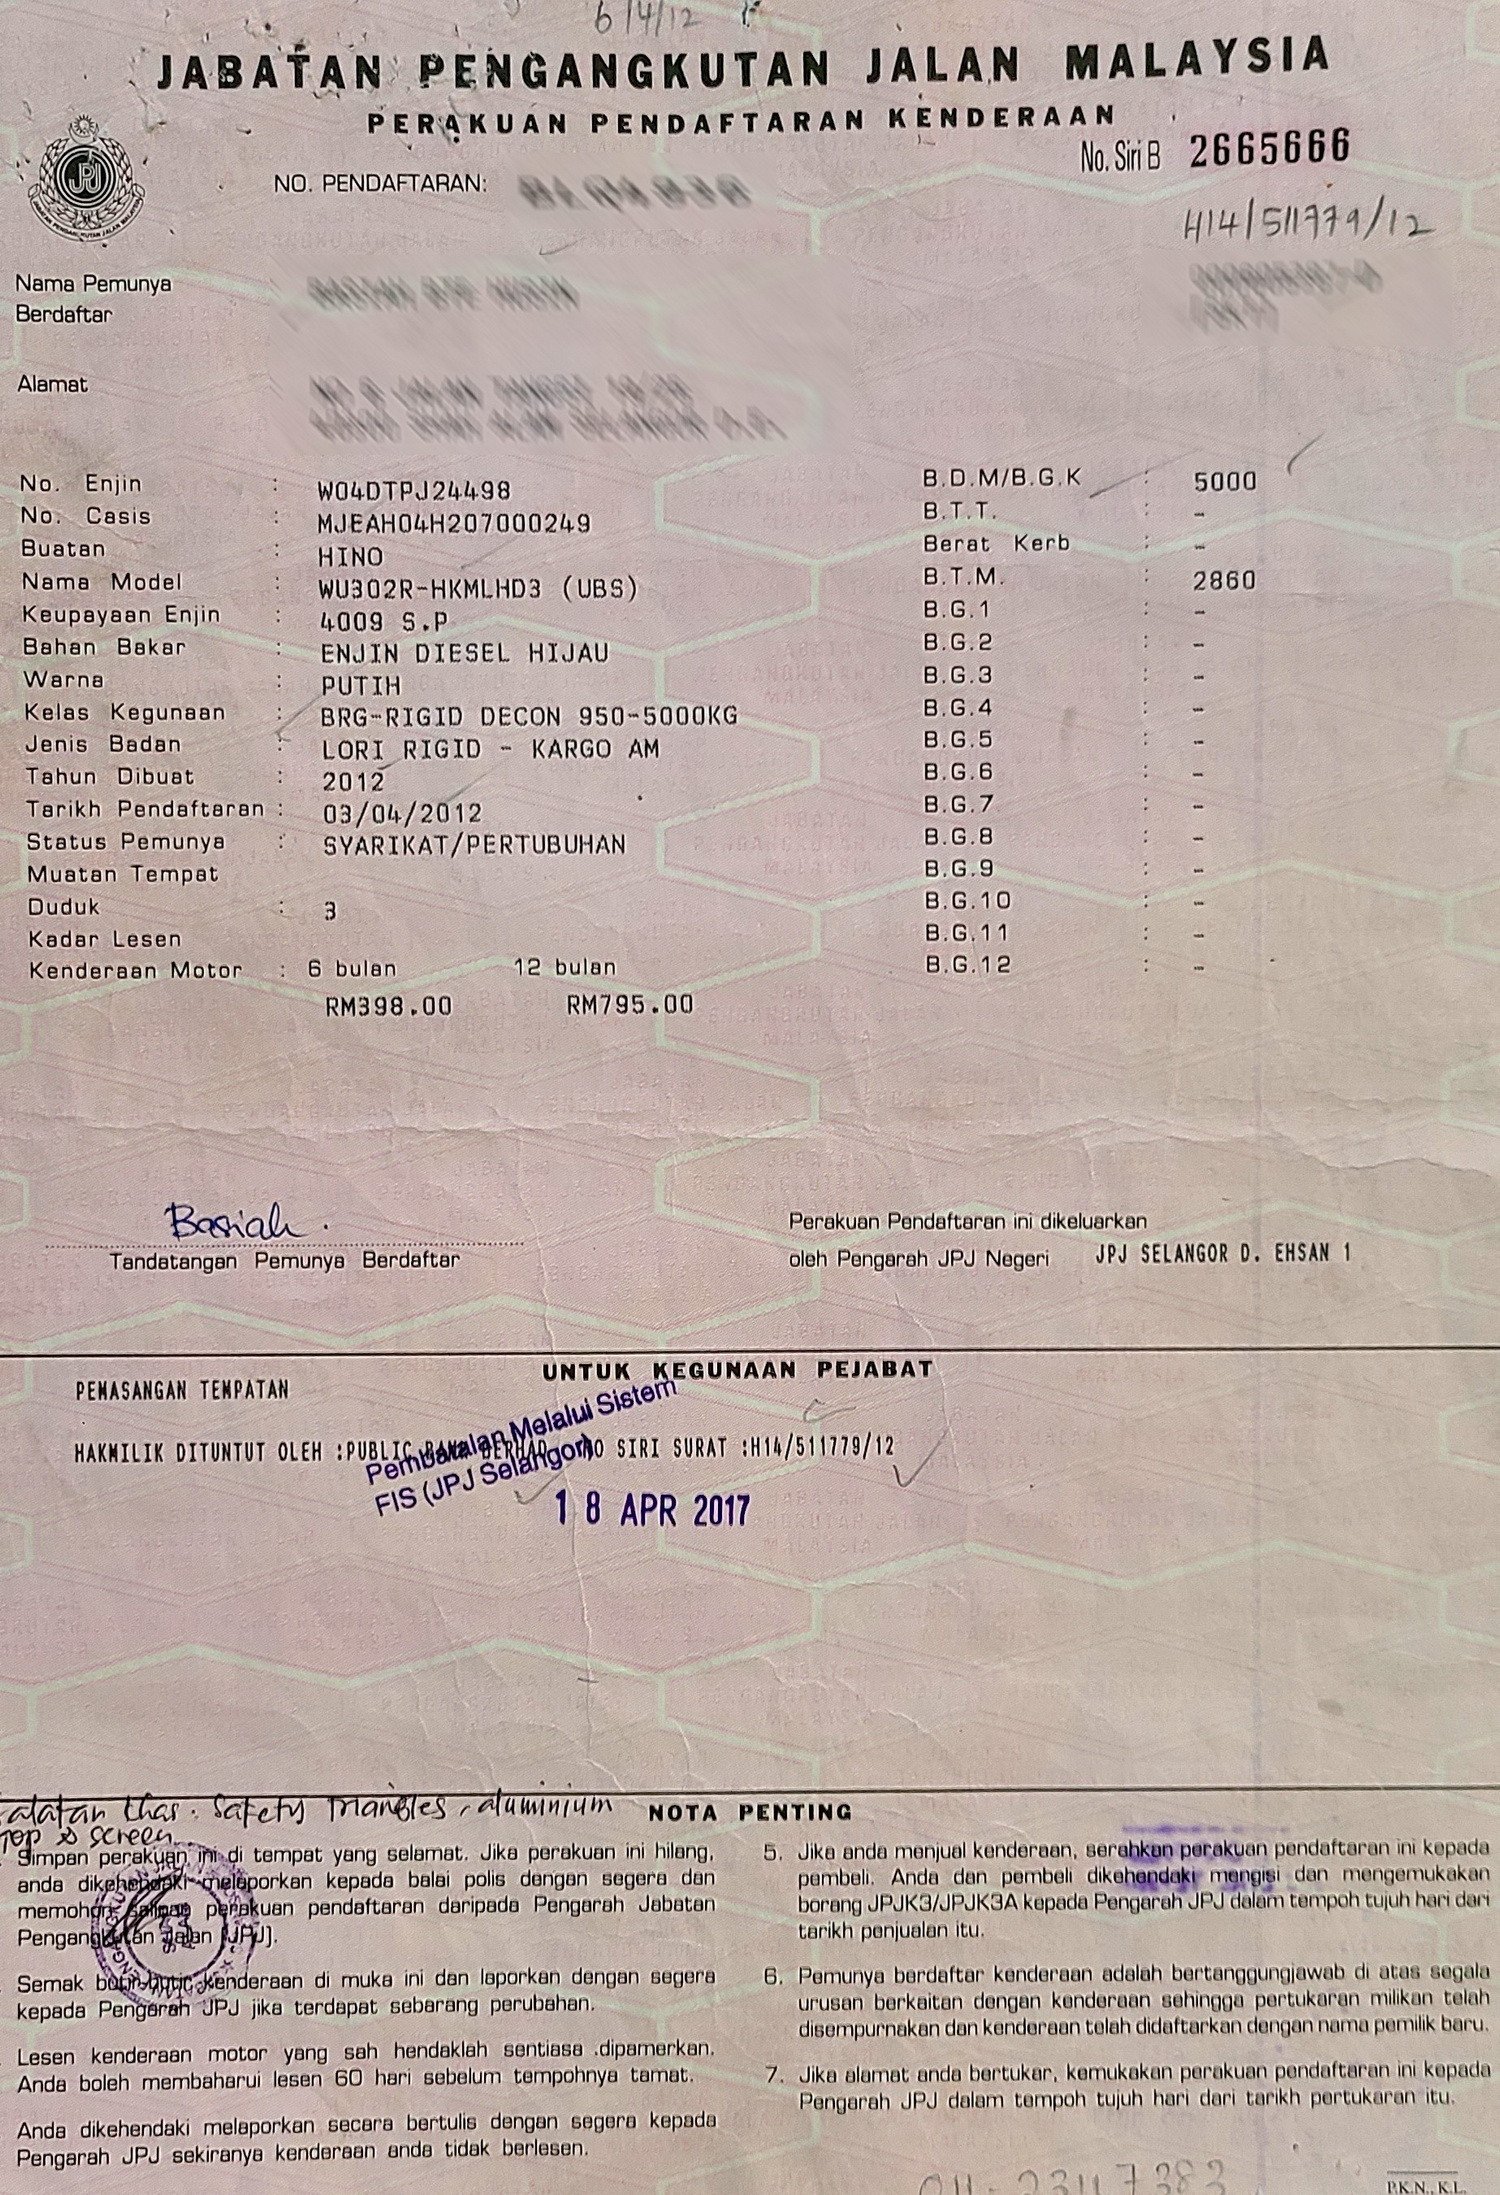 6/4/12
JABATAN PENGANGKUTAN JALAN MALAYSIA
PERAKUAN PENDAFTARAN KENDERAAN
No. Siri B 2665666
JPJ
NO. PENDAFTARAN:
H14/511779/12
Nama Pemunya
Berdaftar
Alamat
No. Enjin : W04DTPJ24498
No. Casis : MJEAH04H207000249
Buatan : HINO
Nama Model : WU302R-HKMLHD3 (UBS)
Keupayaan Enjin : 4009 S.P
Bahan Bakar : ENJIN DIESEL HIJAU
Warna : PUTIH
Kelas Kegunaan : BRG-RIGID DECON 950-5000KG
Jenis Badan : LORI RIGID - KARGO AM
Tahun Dibuat : 2012
Tarikh Pendaftaran : 03/04/2012
Status Pemunya : SYARIKAT/PERTUBUHAN
Muatan Tempat
Duduk : 3
Kadar Lesen
Kenderaan Motor : 6 bulan 12 bulan
RM398.00 RM795.00
B.D.M/B.G.K : 5000
B.T.T. : -
Berat Kerb : -
B.T.M. : 2860
B.G.1 : -
B.G.2 : -
B.G.3 : -
B.G.4 : -
B.G.5 : -
B.G.6 : -
B.G.7 : -
B.G.8 : -
B.G.9 : -
B.G.10 : -
B.G.11 : -
B.G.12 : -
Basiah .
Tandatangan Pemunya Berdaftar
Perakuan Pendaftaran ini dikeluarkan
oleh Pengarah JPJ Negeri JPJ SELANGOR D. EHSAN 1
UNTUK KEGUNAAN PEJABAT
PEMASANGAN TEMPATAN
HAKMILIK DITUNTUT OLEH :PUBLIC BANK BERHAD NO SIRI SURAT :H14/511779/12
Pembatalan Melalui Sistem
FIS (JPJ Selangor)
18 APR 2017
alatan khas : Safety Triangles, aluminium
top & screen
NOTA PENTING
Simpan perakuan ini di tempat yang selamat. Jika perakuan ini hilang,
anda dikehendaki melaporkan kepada balai polis dengan segera dan
memohon salinan perakuan pendaftaran daripada Pengarah Jabatan
Pengangkutan Jalan (JPJ).
Semak butir-butir kenderaan di muka ini dan laporkan dengan segera
kepada Pengarah JPJ jika terdapat sebarang perubahan.
Lesen kenderaan motor yang sah hendaklah sentiasa dipamerkan.
Anda boleh membaharui lesen 60 hari sebelum tempohnya tamat.
Anda dikehendaki melaporkan secara bertulis dengan segera kepada
Pengarah JPJ sekiranya kenderaan anda tidak berlesen.
5. Jika anda menjual kenderaan, serahkan perakuan pendaftaran ini kepada
pembeli. Anda dan pembeli dikehendaki mengisi dan mengemukakan
borang JPJK3/JPJK3A kepada Pengarah JPJ dalam tempoh tujuh hari dari
tarikh penjualan itu.
6. Pemunya berdaftar kenderaan adalah bertanggungjawab di atas segala
urusan berkaitan dengan kenderaan sehingga pertukaran milikan telah
disempurnakan dan kenderaan telah didaftarkan dengan nama pemilik baru.
7. Jika alamat anda bertukar, kemukakan perakuan pendaftaran ini kepada
Pengarah JPJ dalam tempoh tujuh hari dari tarikh pertukaran itu.
P.K.N., K.L.